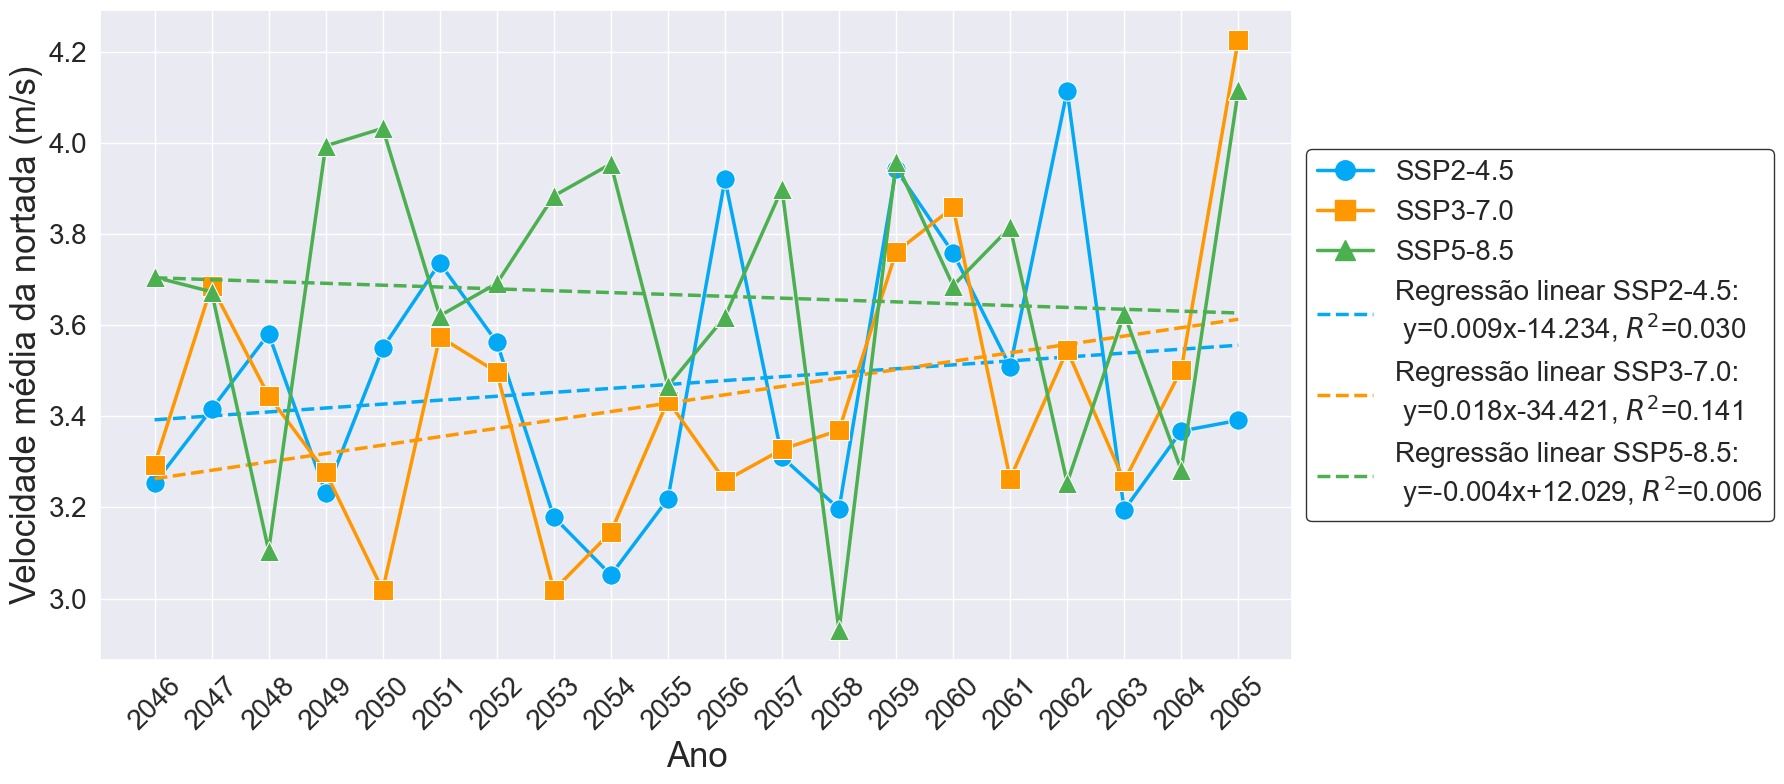 Velocidade média da nortada (m/s)
4.2
4.0
3.8
3.6
3.4
3.2
3.0
2046 2047 2048 2049 2050 2051 2052 2053 2054 2055 2056 2057 2058 2059 2060 2061 2062 2063 2064 2065
Ano
SSP2-4.5
SSP3-7.0
SSP5-8.5
Regressão linear SSP2-4.5:
y=0.009x-14.234, R²=0.030
Regressão linear SSP3-7.0:
y=0.018x-34.421, R²=0.141
Regressão linear SSP5-8.5:
y=-0.004x+12.029, R²=0.006